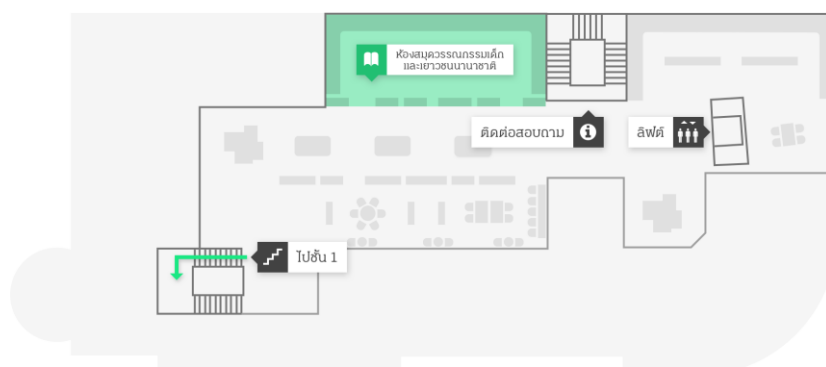 ห้องสมุดวรรณกรรมเด็ก
และเยาวชนนานาชาติ
ติดต่อสอบถาม
ลิฟต์
ไปชั้น 1